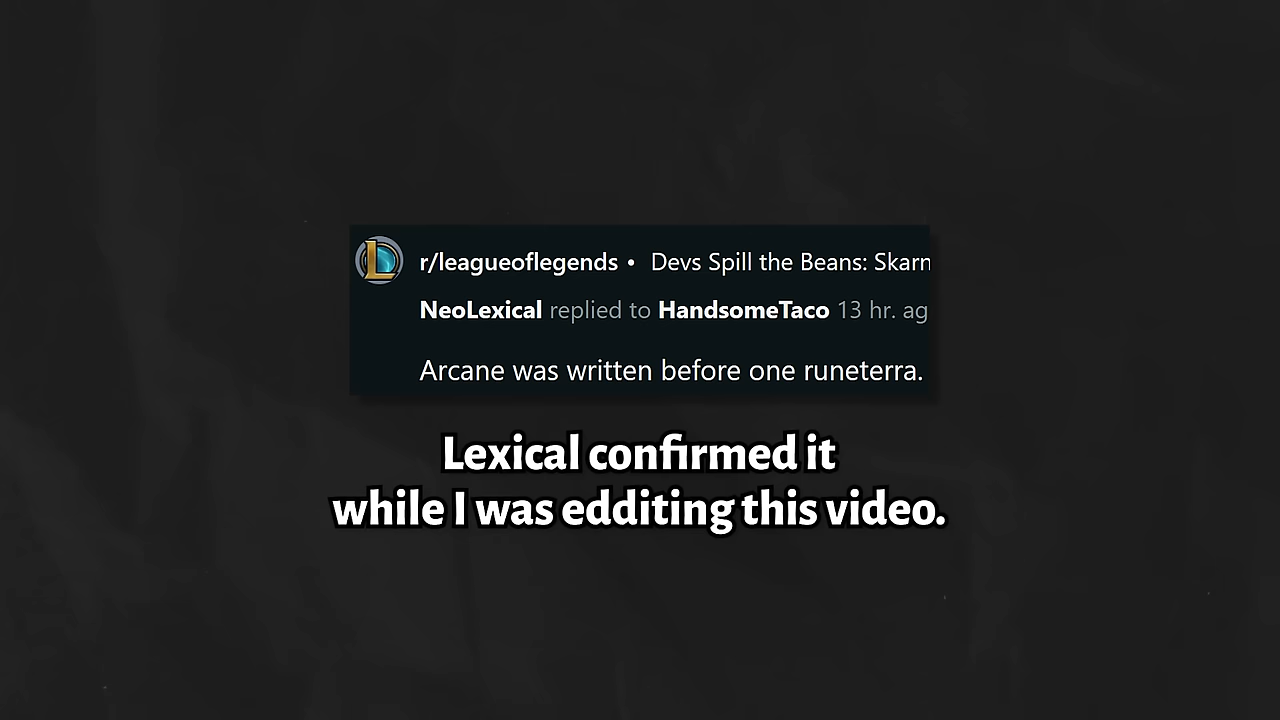 r/leagueoflegends • Devs Spill the Beans: Skarn
NeoLexical replied to HandsomeTaco 13 hr. ag
Arcane was written before one runeterra.
Lexical confirmed it
while I was edditing this video.